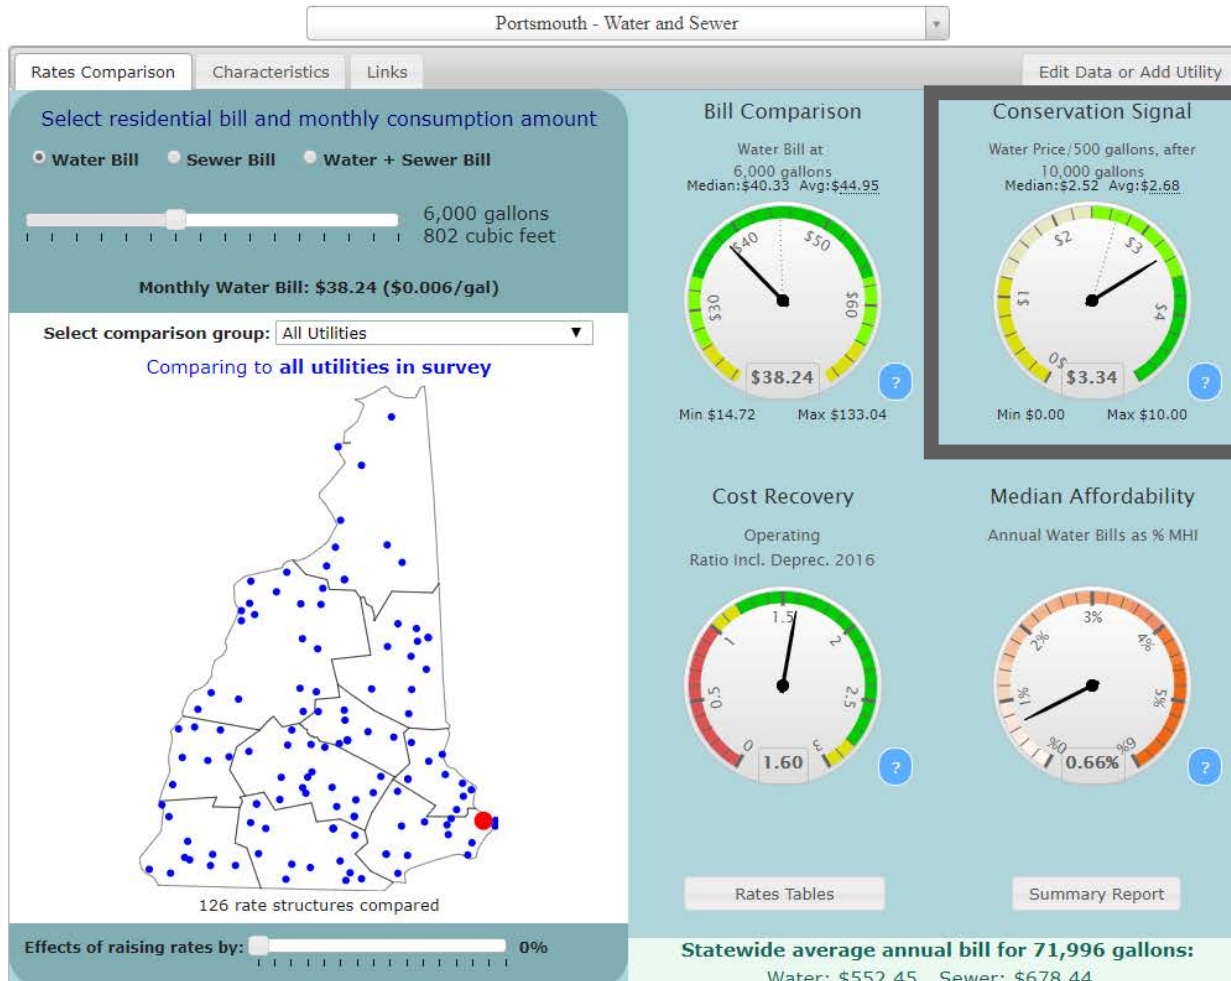 Portsmouth - Water and Sewer
Rates Comparison
Characteristics
Links
Edit Data or Add Utility
Select residential bill and monthly consumption amount
Water Bill
Sewer Bill
Water + Sewer Bill
6,000 gallons
802 cubic feet
Monthly Water Bill: $38.24 ($0.006/gal)
Select comparison group: All Utilities
Comparing to all utilities in survey
126 rate structures compared
Effects of raising rates by:
0%
Bill Comparison
Water Bill at
6,000 gallons
Median:$40.33 Avg:$44.95
$30
$40
$50
$60
$38.24
?
Min $14.72
Max $133.04
Conservation Signal
Water Price/500 gallons, after
10,000 gallons
Median:$2.52 Avg:$2.68
$0
$1
$2
$3
$4
$3.34
?
Min $0.00
Max $10.00
Cost Recovery
Operating
Ratio Incl. Deprec. 2016
0
0.5
1
1.5
2
2.5
3
1.60
?
Median Affordability
Annual Water Bills as % MHI
0%
1%
2%
3%
4%
5%
6%
0.66%
?
Rates Tables
Summary Report
Statewide average annual bill for 71,996 gallons:
Water: $552.45 Sewer: $678.44